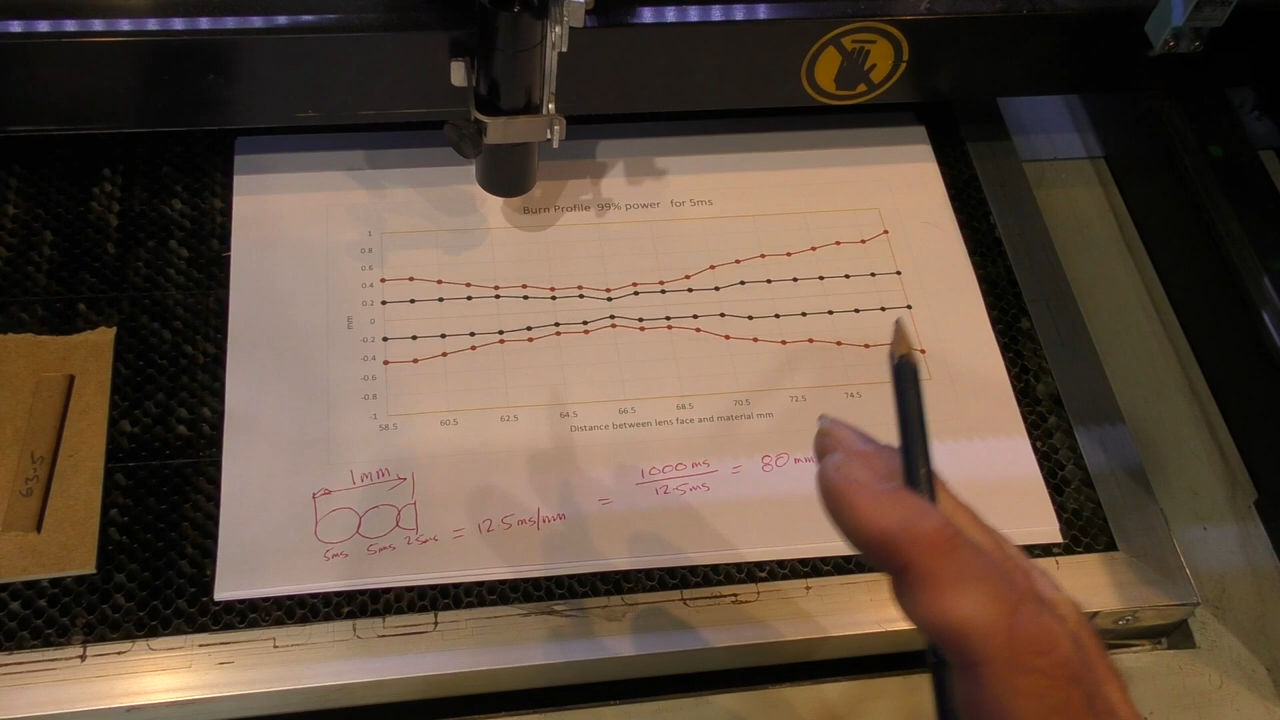 Burn Profile 99% power for 5ms
1
0.8
0.6
0.4
0.2
0
-0.2
-0.4
-0.6
-0.8
-1
mm
58.5 60.5 62.5 64.5 66.5 68.5 70.5 72.5 74.5
Distance between lens face and material mm
1mm
5ms 5ms 2.5ms = 12.5ms/mm = 1000ms / 12.5ms = 80mm
63.5